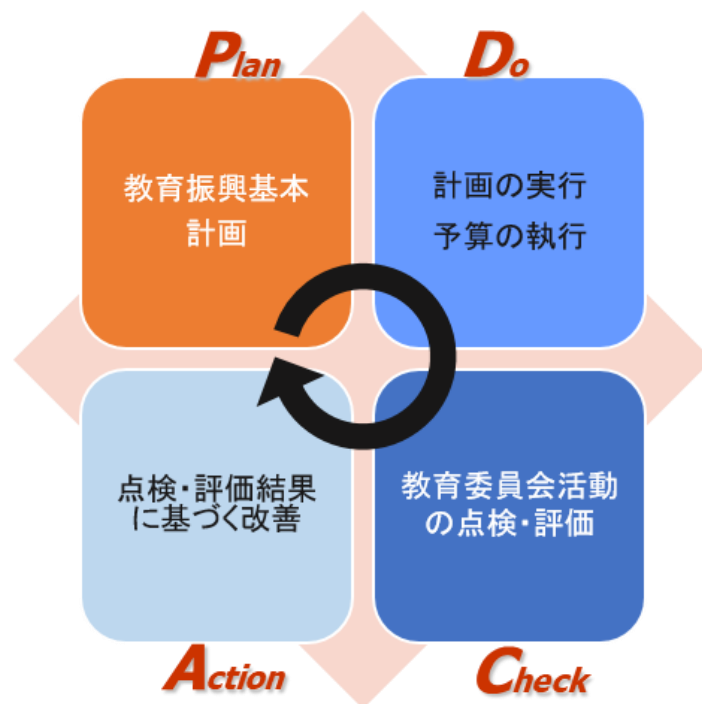 Plan
Do
教育振興基本
計画
計画の実行
予算の執行
点検・評価結果
に基づく改善
教育委員会活動
の点検・評価
Action
Check